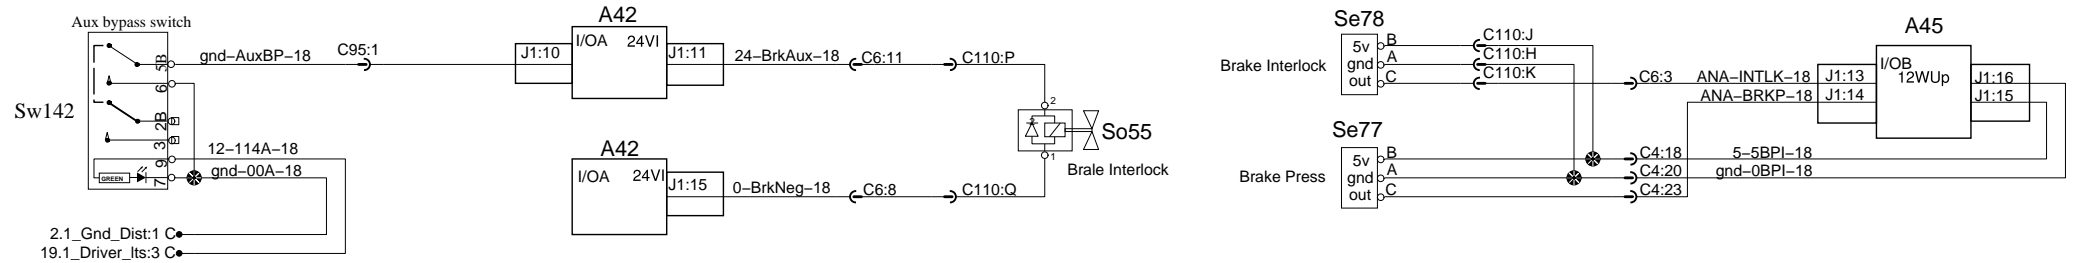 Aux bypass switch
Sw142
5B
6
2B
3
9
7
GREEN
gnd–AuxBP–18
C95:1
12–114A–18
gnd–00A–18
2.1_Gnd_Dist:1 C
19.1_Driver_lts:3 C
A42
I/OA
24VI
J1:10
J1:11
24–BrkAux–18
C6:11
C110:P
A42
I/OA
24VI
J1:15
0–BrkNeg–18
C6:8
C110:Q
2
1
So55
Brale Interlock
Se78
Brake Interlock
5v
gnd
out
B
A
C
C110:J
C110:H
C110:K
C6:3
ANA–INTLK–18
ANA–BRKP–18
A45
I/OB
12WUp
J1:13
J1:14
J1:16
J1:15
Se77
Brake Press
5v
gnd
out
B
A
C
C4:18
C4:20
C4:23
5–5BPI–18
gnd–0BPI–18